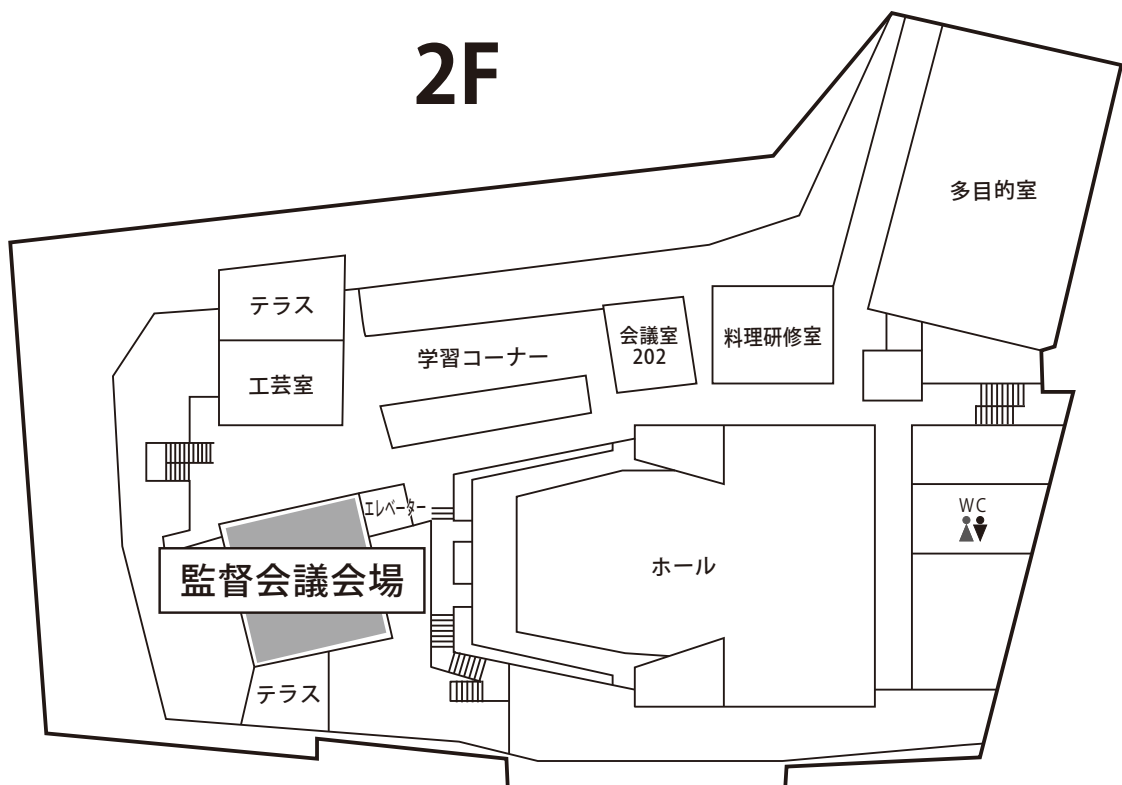 2F
多目的室
テラス
会議室
202
料理研修室
学習コーナー
工芸室
WC
エレベーター
ホール
監督会議会場
テラス